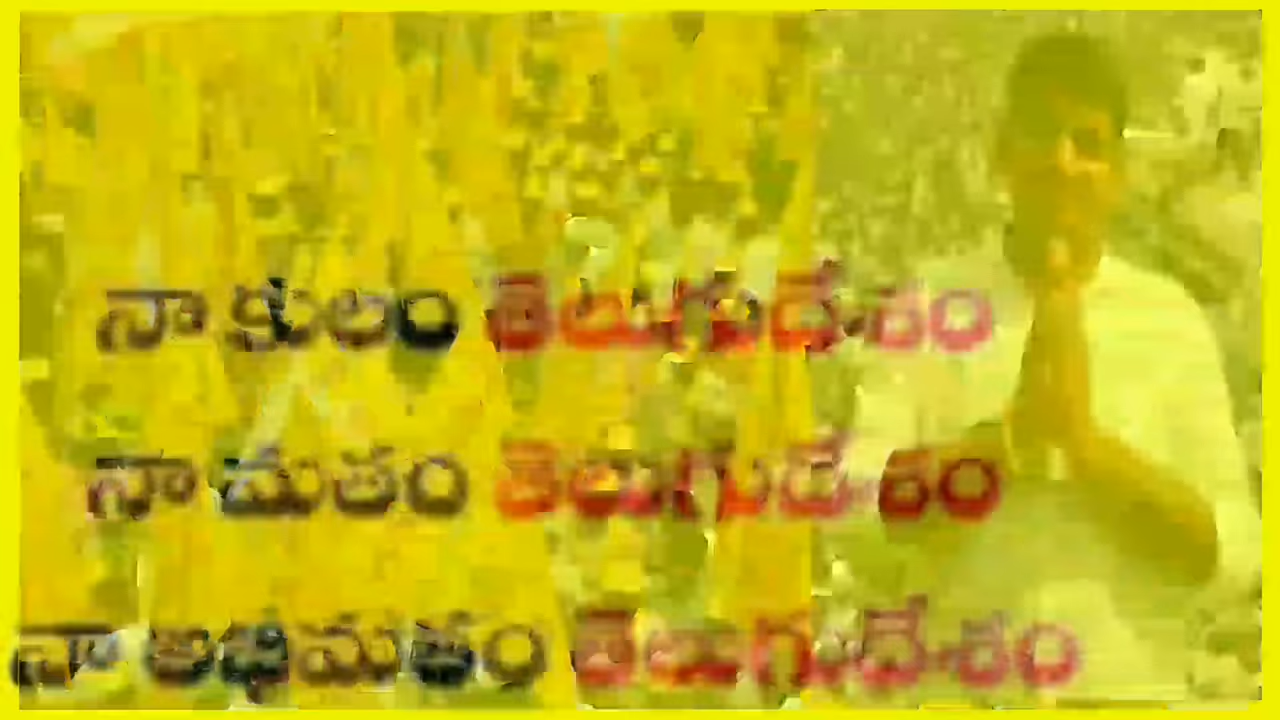 నా కులం తెలుగుదేశం
నా మతం తెలుగుదేశం
నా అభిమతం తెలుగుదేశం